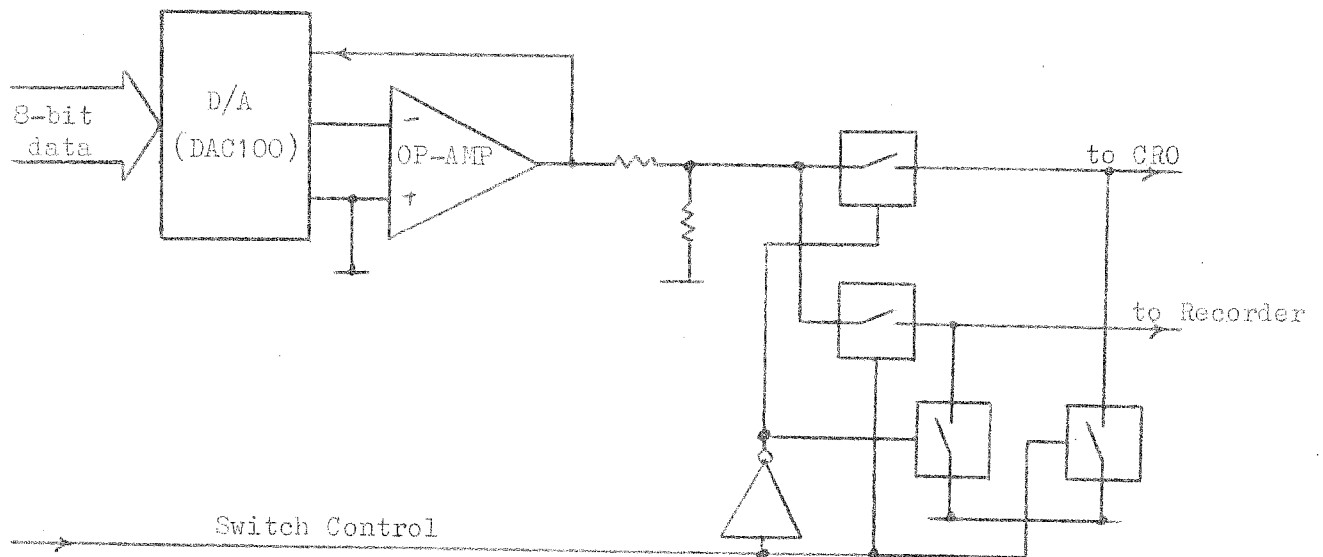 8-bit
data
D/A
(DAC100)
-
OP-AMP
+
to CRO
to Recorder
Switch Control